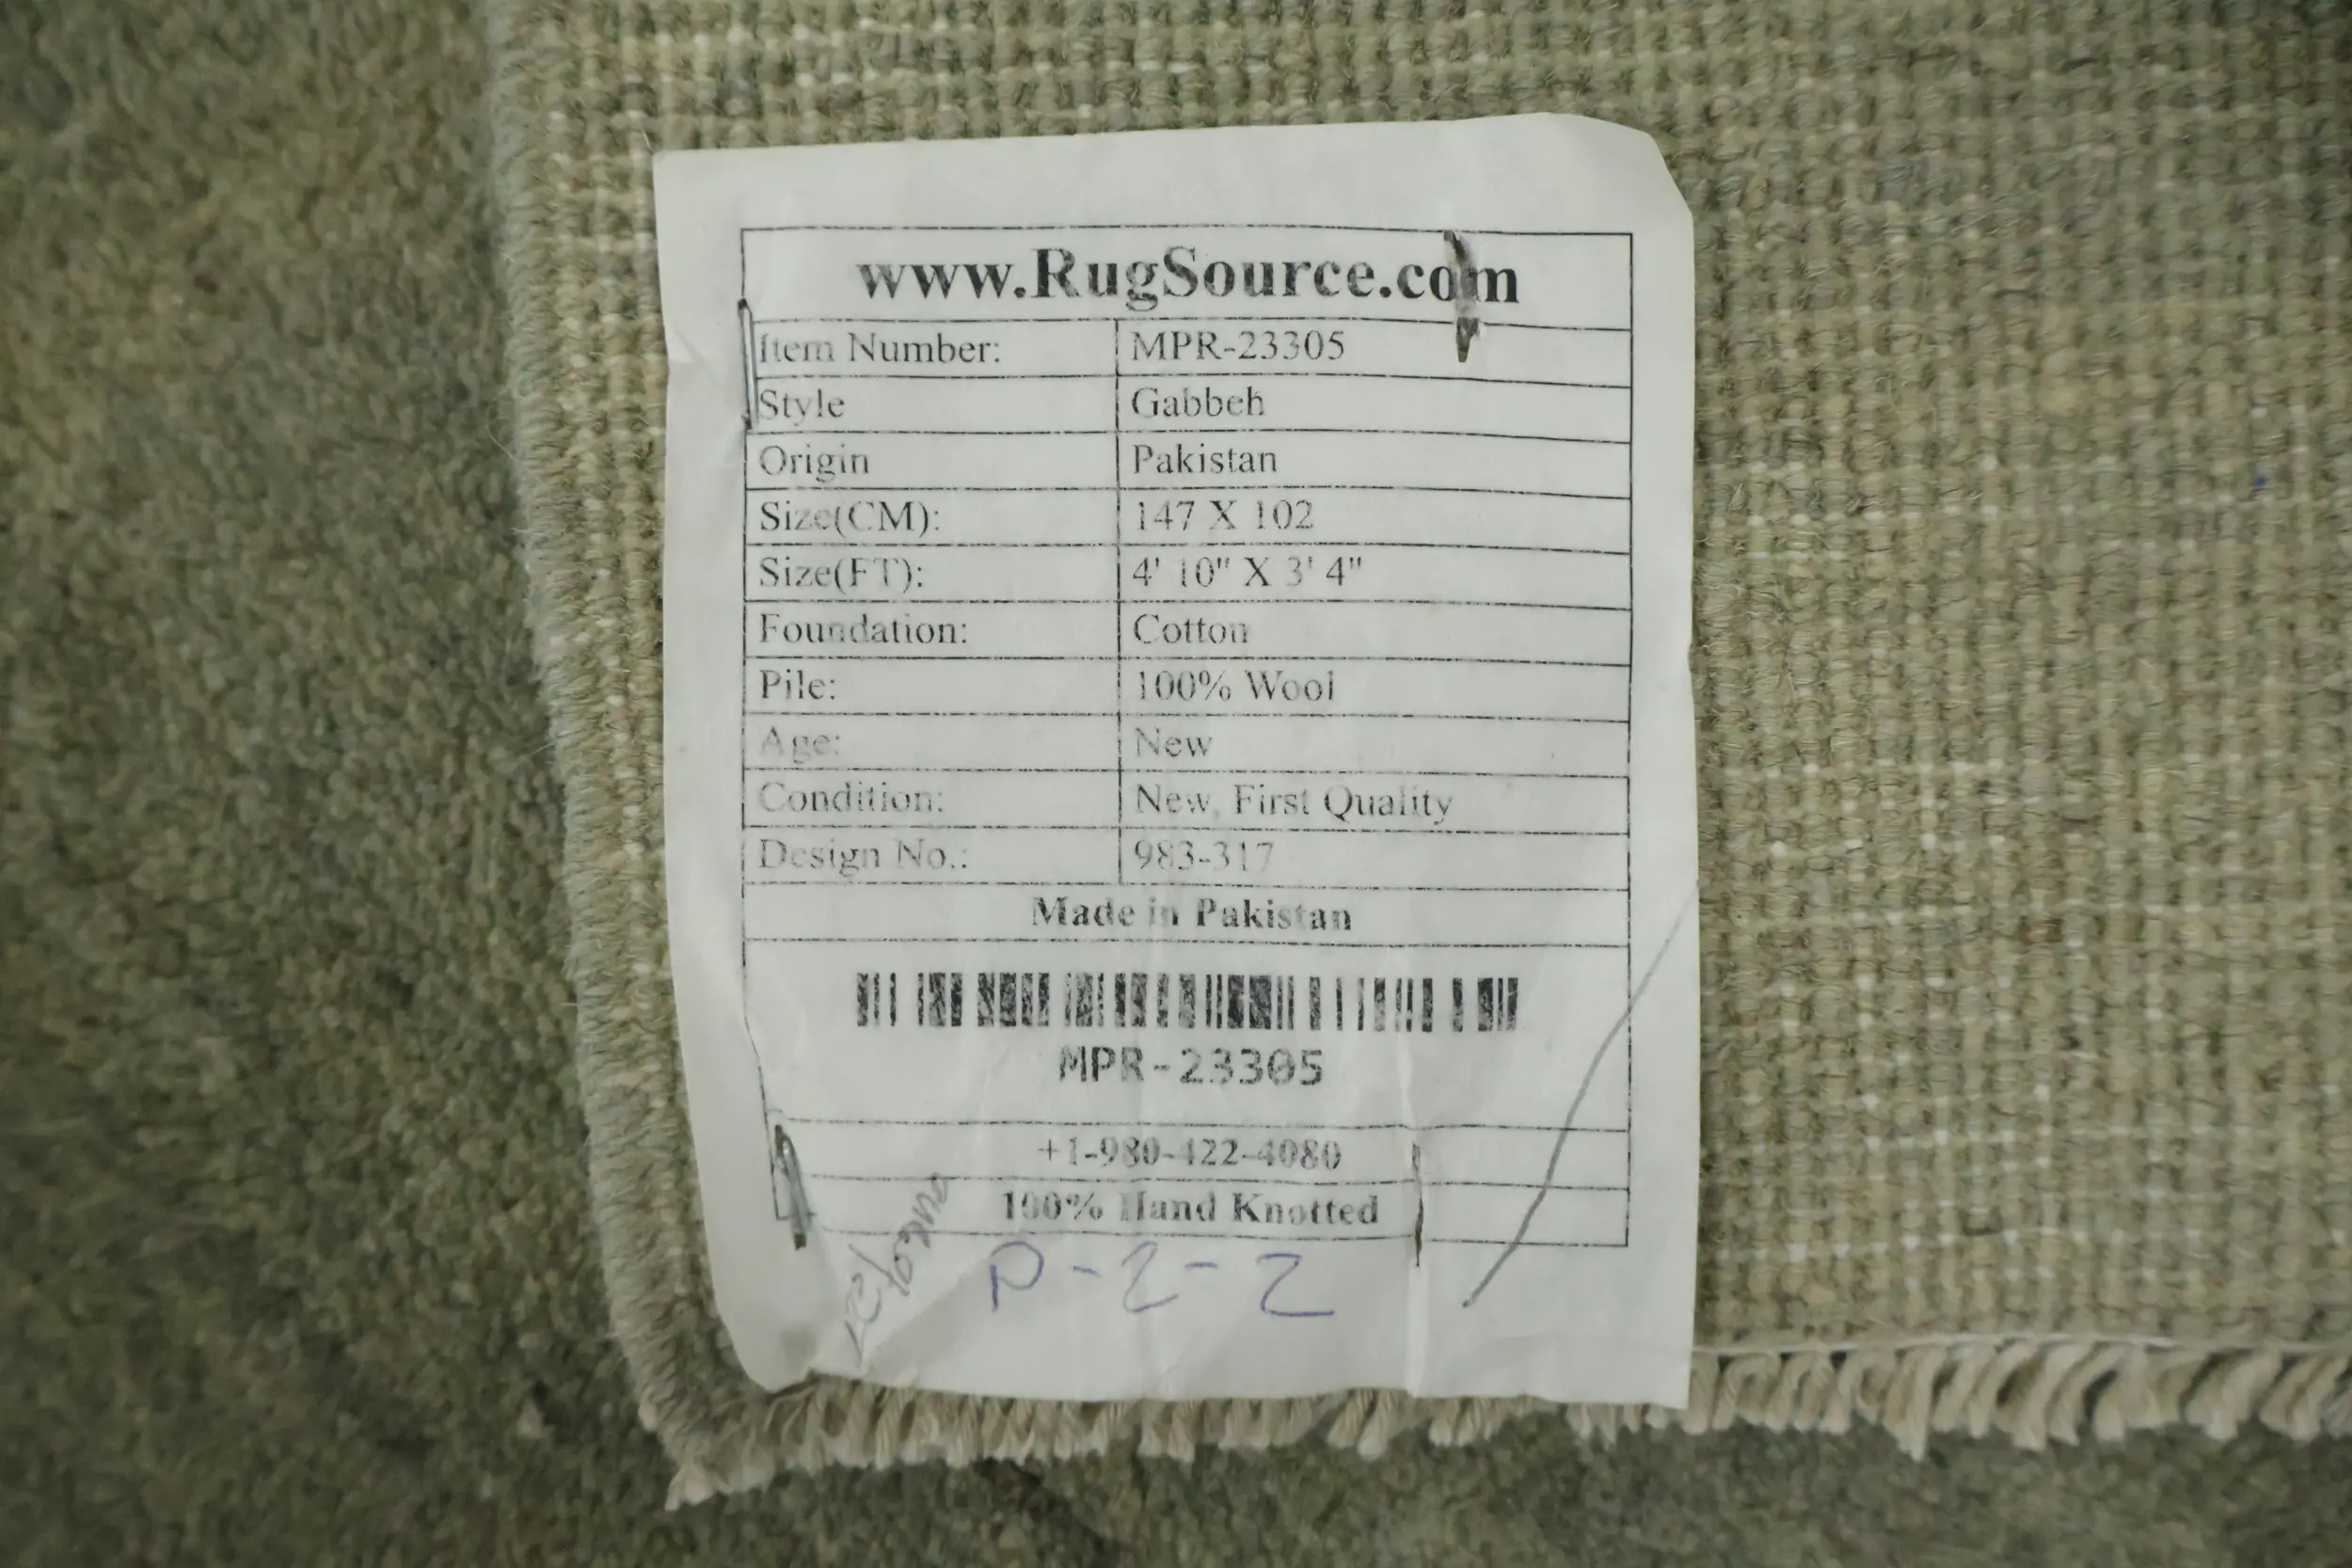 www.RugSource.com
Item Number: MPR-23305
Style Gabbeh
Origin Pakistan
Size(CM): 147 X 102
Size(FT): 4' 10" X 3' 4"
Foundation: Cotton
Pile: 100% Wool
Age: New
Condition: New, First Quality
Design No.: 983-317
Made in Pakistan
MPR-23305
+1-980-422-4080
100% Hand Knotted
P-2-2